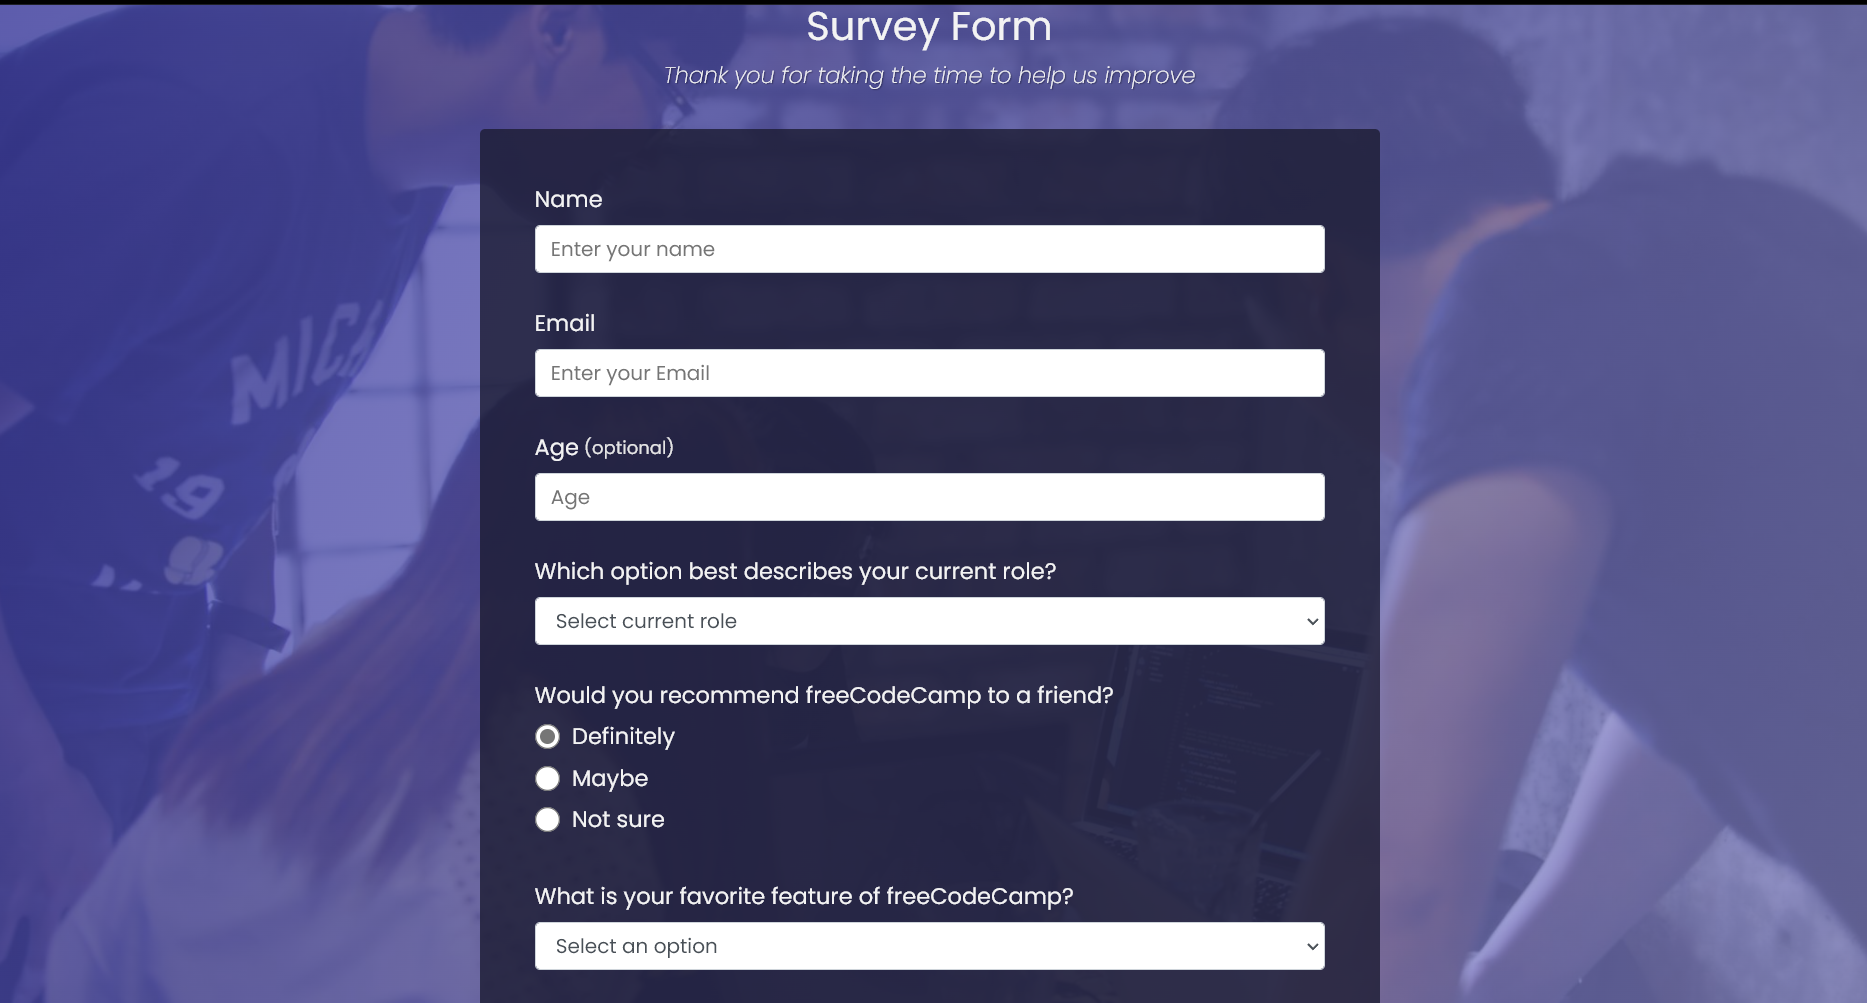 Survey Form
Thank you for taking the time to help us improve
Name
Enter your name
Email
Enter your Email
Age (optional)
Age
Which option best describes your current role?
Select current role
Would you recommend freeCodeCamp to a friend?
Definitely
Maybe
Not sure
What is your favorite feature of freeCodeCamp?
Select an option
MICH
19